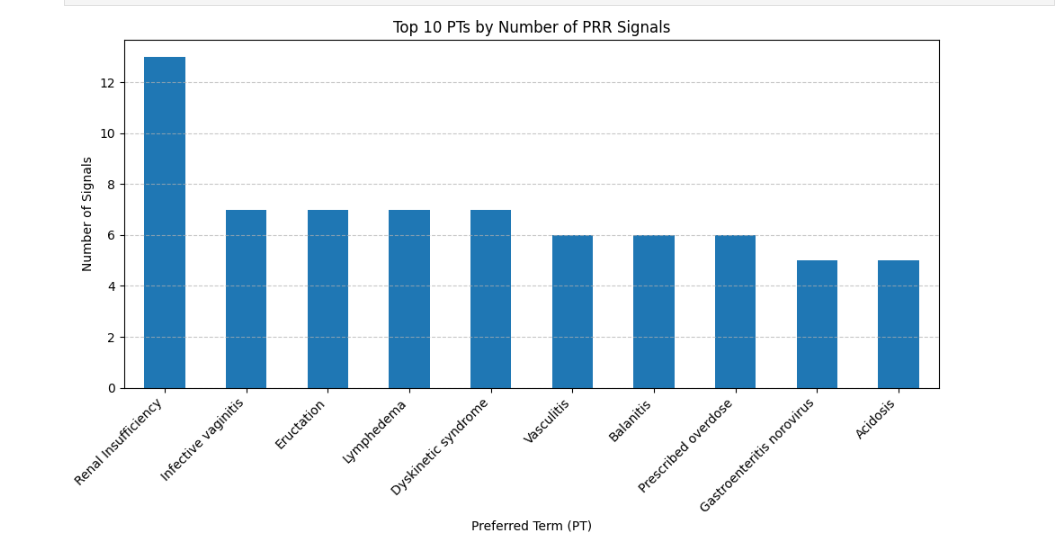 Top 10 PTs by Number of PRR Signals
Number of Signals
12
10
8
6
4
2
0
Renal Insufficiency
Infective vaginitis
Eructation
Lymphedema
Dyskinetic syndrome
Vasculitis
Balanitis
Prescribed overdose
Gastroenteritis norovirus
Acidosis
Preferred Term (PT)